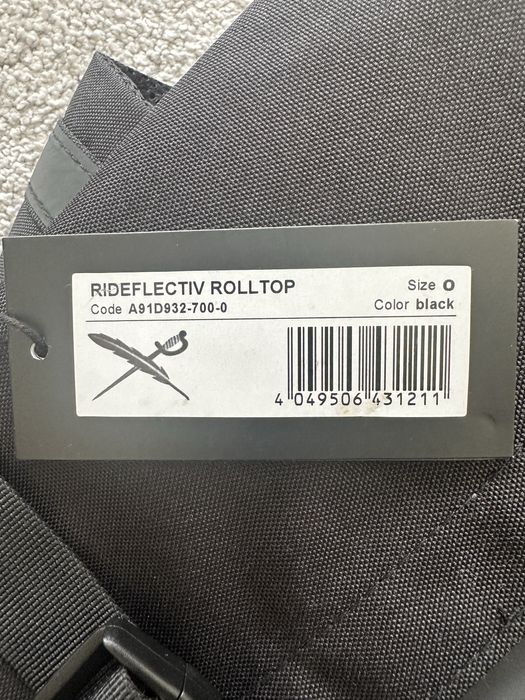 RIDEFLECTIV ROLLTOP
Size O
Code A91D932-700-0
Color black
4 049506 431211